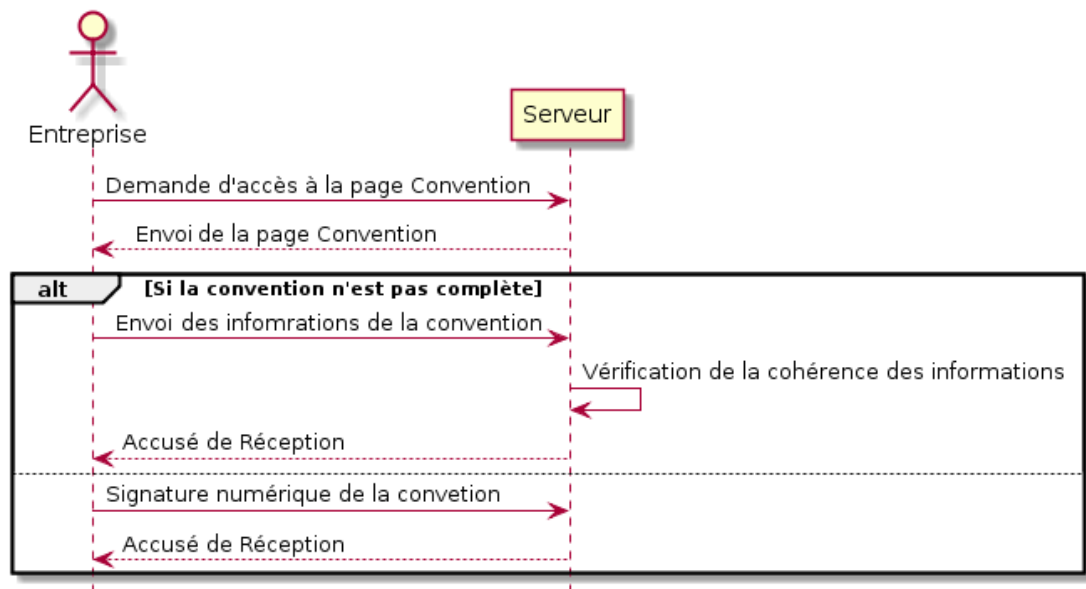 Entreprise
Serveur
Demande d'accès à la page Convention
Envoi de la page Convention
alt [Si la convention n'est pas complète]
Envoi des infomrations de la convention
Vérification de la cohérence des informations
Accusé de Réception
Signature numérique de la convetion
Accusé de Réception